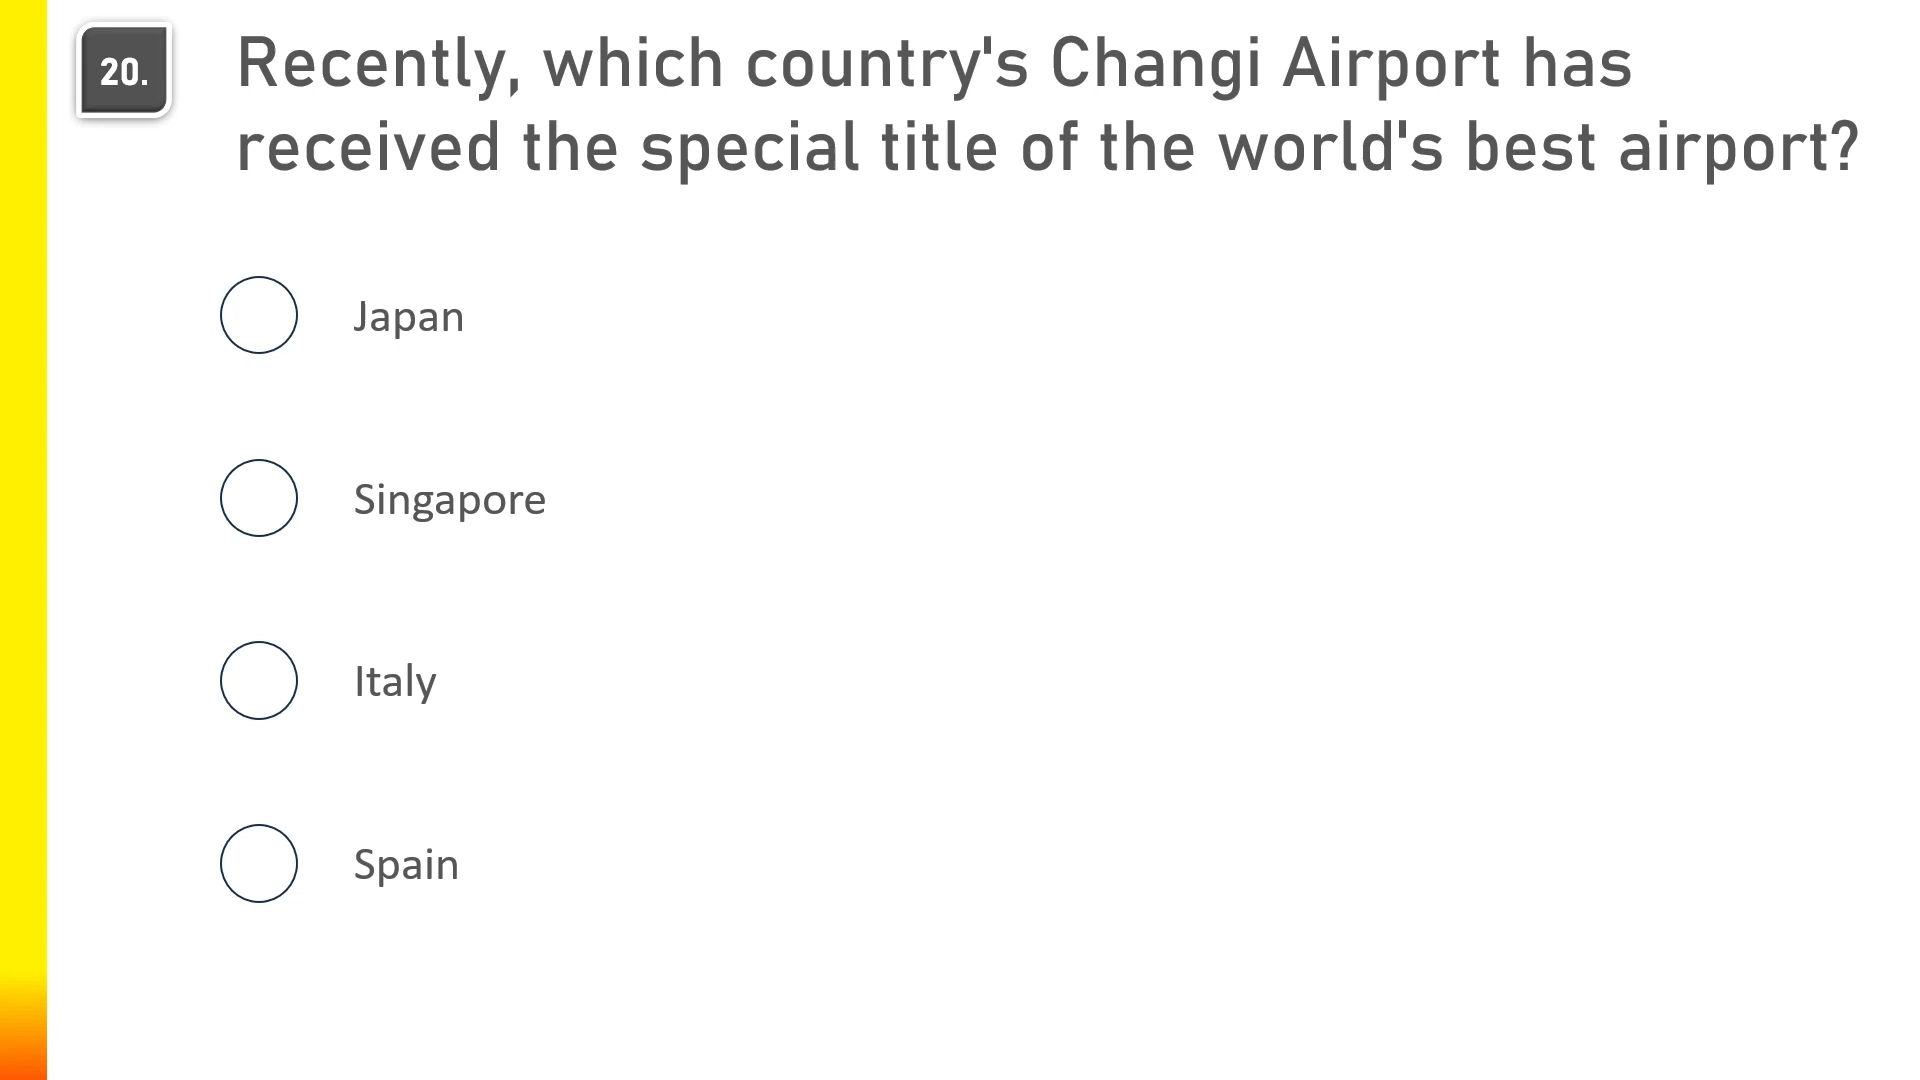 20.
Recently, which country's Changi Airport has
received the special title of the world's best airport?
Japan
Singapore
Italy
Spain